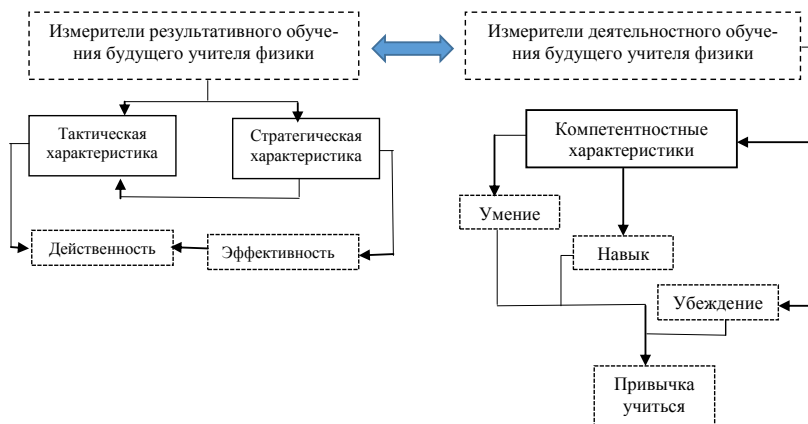 Измерители результативного обуче-
ния будущего учителя физики
Измерители деятельностного обуче-
ния будущего учителя физики
Тактическая
характеристика
Стратегическая
характеристика
Компетентностные
характеристики
Умение
Действенность
Эффективность
Навык
Убеждение
Привычка
учиться